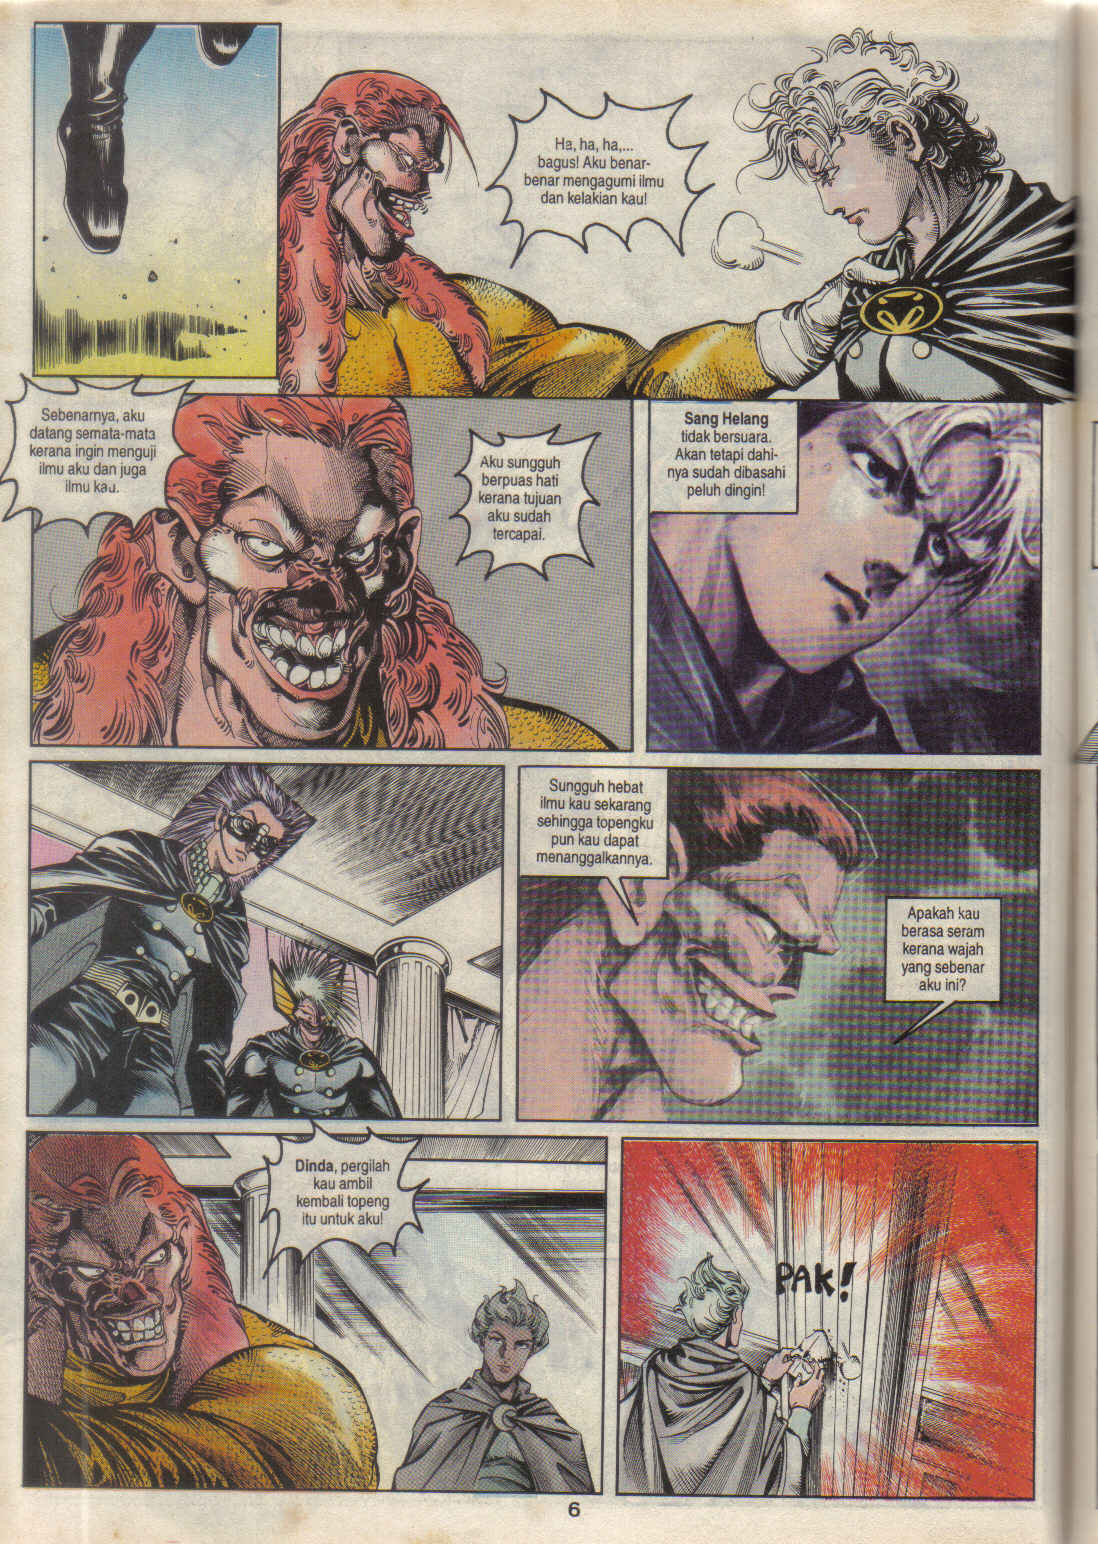 Ha, ha, ha,...
bagus! Aku benar-
benar mengagumi ilmu
dan kelakian kau!
Sebenarnya, aku
datang semata-mata
kerana ingin menguji
ilmu aku dan juga
ilmu kau.
Aku sungguh
berpuas hati
kerana tujuan
aku sudah
tercapai.
Sang Helang
tidak bersuara.
Akan tetapi dahi-
nya sudah dibasahi
peluh dingin!
Sungguh hebat
ilmu kau sekarang
sehingga topengku
pun kau dapat
menanggalkannya.
Apakah kau
berasa seram
kerana wajah
yang sebenar
aku ini?
Dinda, pergilah
kau ambil
kembali topeng
itu untuk aku!
PAK!
6